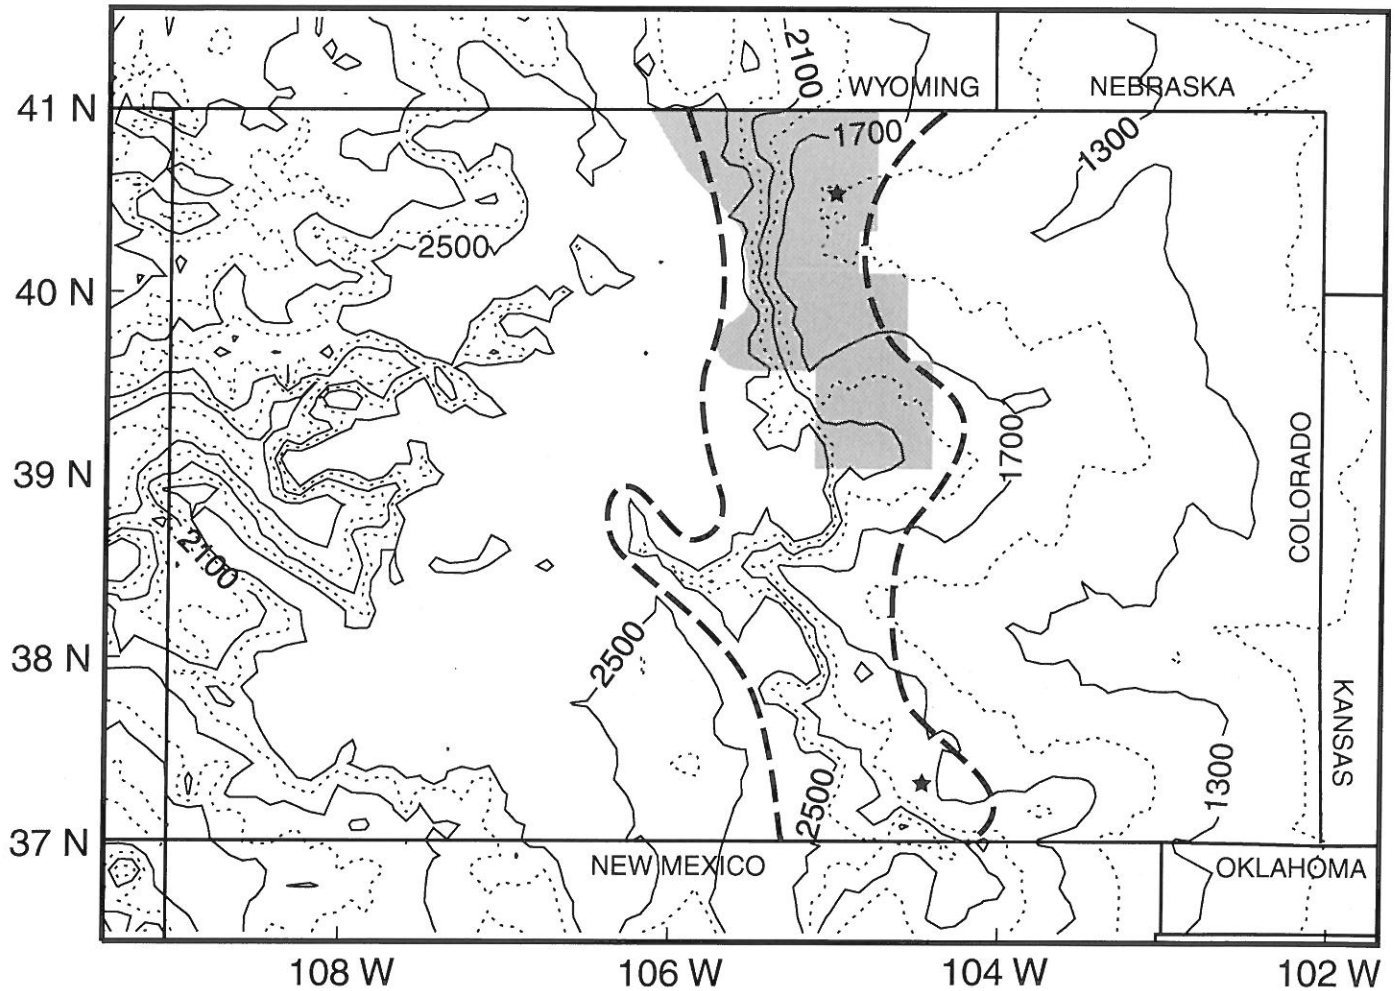 2100
WYOMING
NEBRASKA
41 N
1700
1300
2500
40 N
39 N
1700
COLORADO
2100
38 N
2500
KANSAS
1300
2500
37 N
NEW MEXICO
OKLAHOMA
108 W
106 W
104 W
102 W